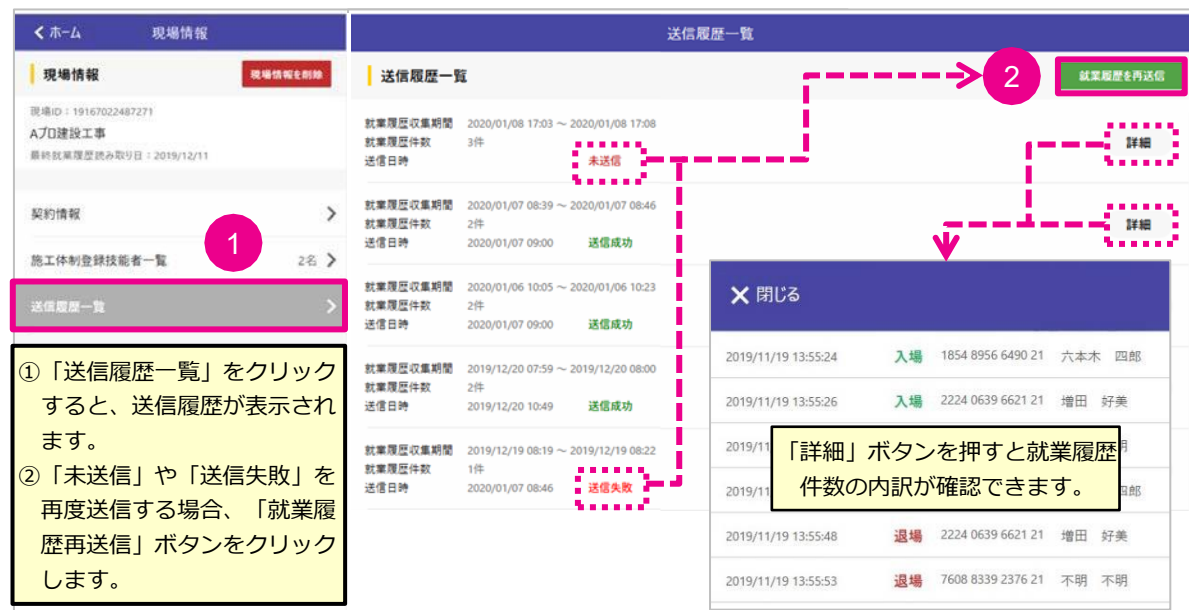 ホーム 現場情報
現場情報 現場情報を削除
現場ID：19167022487271
Aプロ建設工事
最終就業履歴読み取り日：2019/12/11
契約情報
1
施工体制登録技能者一覧 2名
送信履歴一覧
①「送信履歴一覧」をクリック
すると、送信履歴が表示され
ます。
②「未送信」や「送信失敗」を
再度送信する場合、「就業履
歴再送信」ボタンをクリック
します。
送信履歴一覧
送信履歴一覧 2 就業履歴を再送信
就業履歴収集期間 2020/01/08 17:03 ～ 2020/01/08 17:08
就業履歴件数 3件 詳細
送信日時 未送信
就業履歴収集期間 2020/01/07 08:39 ～ 2020/01/07 08:46
就業履歴件数 2件 詳細
送信日時 2020/01/07 09:00 送信成功
就業履歴収集期間 2020/01/06 10:05 ～ 2020/01/06 10:23
就業履歴件数 2件
送信日時 2020/01/07 09:00 送信成功
就業履歴収集期間 2019/12/20 07:59 ～ 2019/12/20 08:00
就業履歴件数 2件
送信日時 2019/12/20 10:49 送信成功
就業履歴収集期間 2019/12/19 08:19 ～ 2019/12/19 08:22
就業履歴件数 1件
送信日時 2020/01/07 08:46 送信失敗
✕ 閉じる
2019/11/19 13:55:24 入場 1854 8956 6490 21 六本木 四郎
2019/11/19 13:55:26 入場 2224 0639 6621 21 増田 好美
2019/11
「詳細」ボタンを押すと就業履歴
件数の内訳が確認できます。
2019/11 四郎
2019/11/19 13:55:48 退場 2224 0639 6621 21 増田 好美
2019/11/19 13:55:53 退場 7608 8339 2376 21 不明 不明